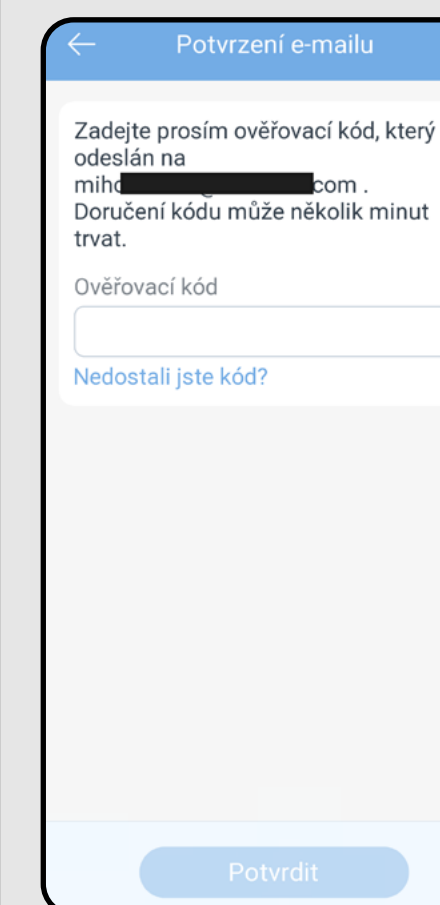 Potvrzení e-mailu
Zadejte prosím ověřovací kód, který
odeslán na
miho com .
Doručení kódu může několik minut
trvat.
Ověřovací kód
Nedostali jste kód?
Potvrdit